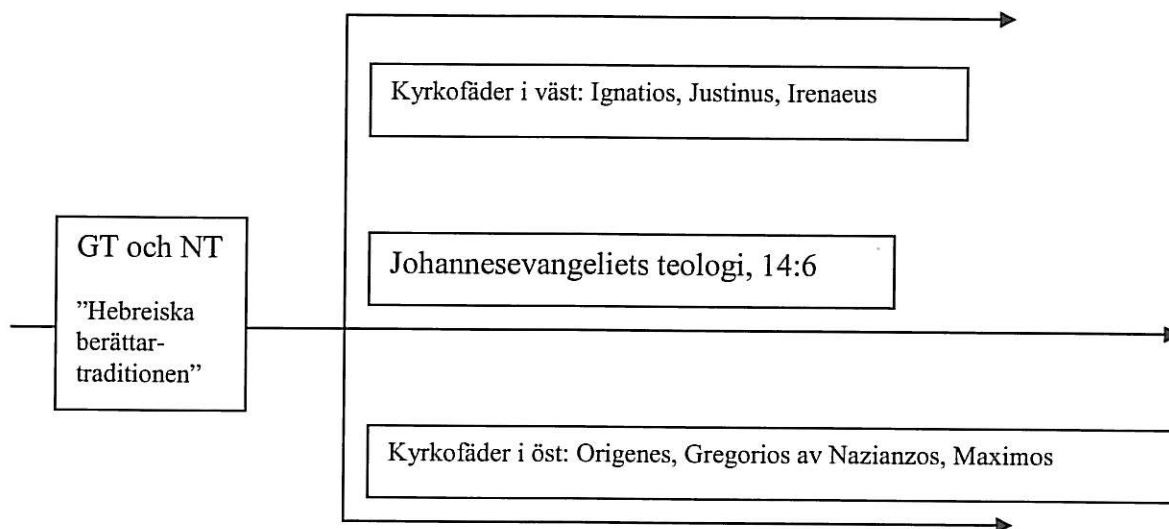 Kyrkofäder i väst: Ignatios, Justinus, Irenaeus
GT och NT
”Hebreiska
berättar-
traditionen”
Johannesevangeliets teologi, 14:6
Kyrkofäder i öst: Origenes, Gregorios av Nazianzos, Maximos